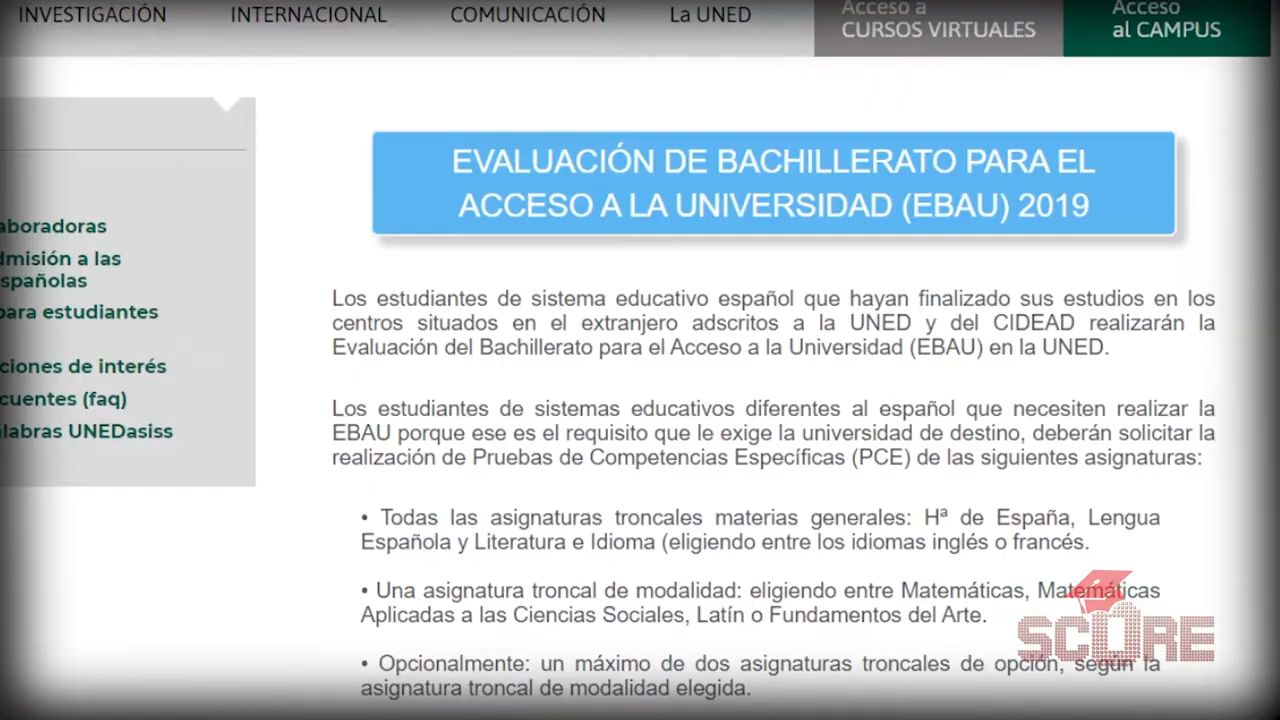 INVESTIGACIÓN
INTERNACIONAL
COMUNICACIÓN
La UNED
Acceso a
CURSOS VIRTUALES
Acceso
al CAMPUS
aboradoras
dmisión a las
spañolas
para estudiantes
ciones de interés
cuentes (faq)
alabras UNEDasiss
EVALUACIÓN DE BACHILLERATO PARA EL
ACCESO A LA UNIVERSIDAD (EBAU) 2019
Los estudiantes de sistema educativo español que hayan finalizado sus estudios en los
centros situados en el extranjero adscritos a la UNED y del CIDEAD realizarán la
Evaluación del Bachillerato para el Acceso a la Universidad (EBAU) en la UNED.
Los estudiantes de sistemas educativos diferentes al español que necesiten realizar la
EBAU porque ese es el requisito que le exige la universidad de destino, deberán solicitar la
realización de Pruebas de Competencias Específicas (PCE) de las siguientes asignaturas:
• Todas las asignaturas troncales materias generales: Hª de España, Lengua
Española y Literatura e Idioma (eligiendo entre los idiomas inglés o francés.
• Una asignatura troncal de modalidad: eligiendo entre Matemáticas, Matemáticas
Aplicadas a las Ciencias Sociales, Latín o Fundamentos del Arte.
• Opcionalmente: un máximo de dos asignaturas troncales de opción, según la
asignatura troncal de modalidad elegida.
SCORE